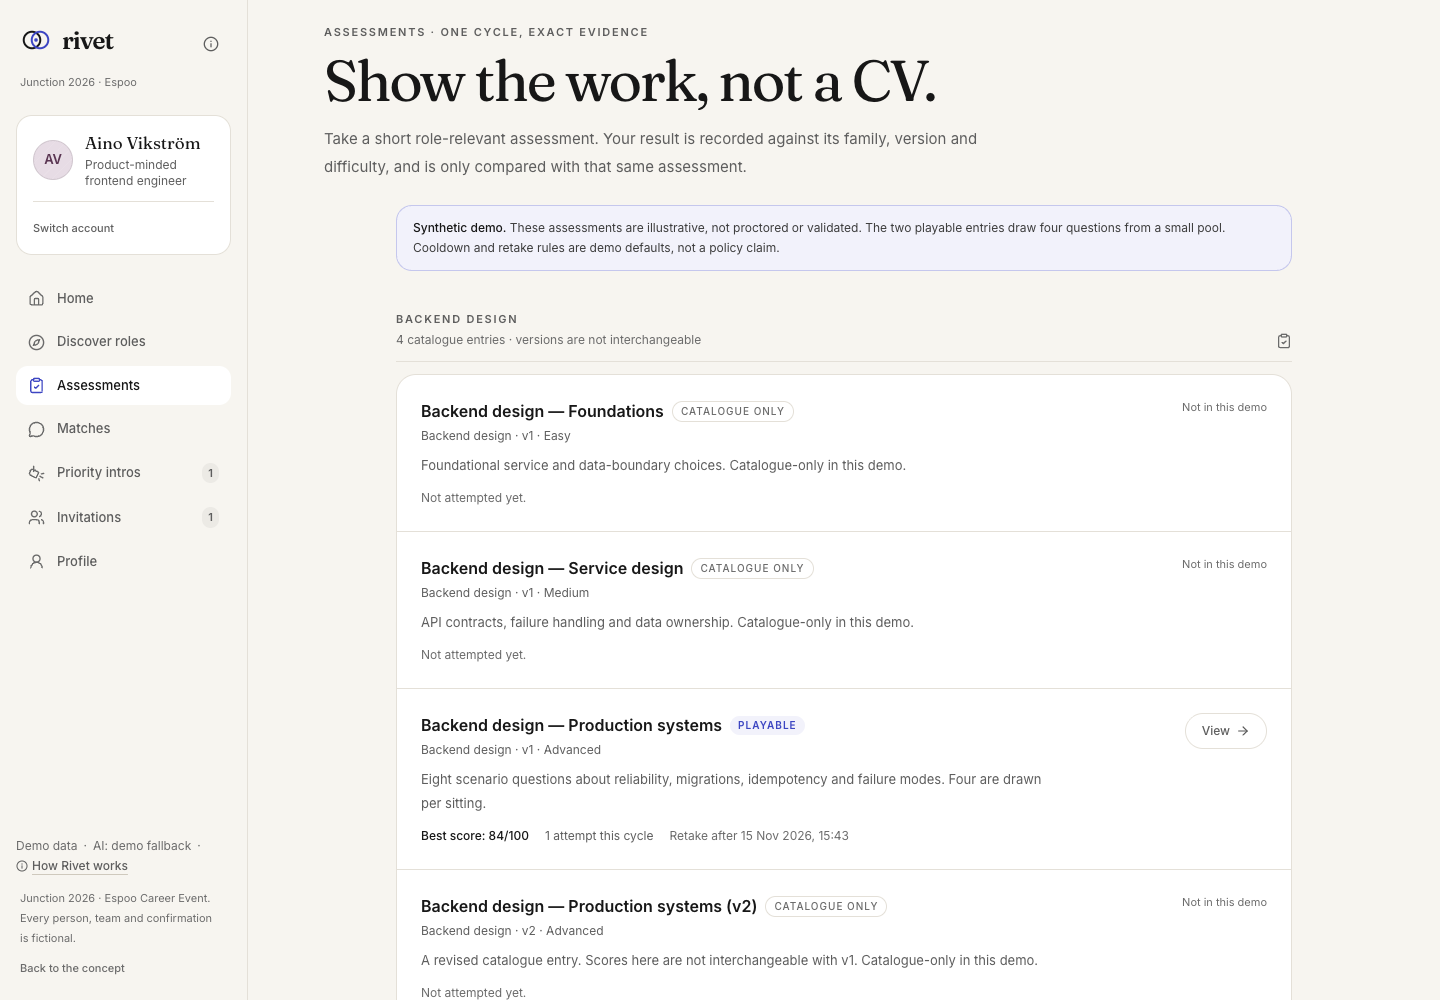 rivet
Junction 2026 · Espoo
AV
Aino Vikström
Product-minded
frontend engineer
Switch account
Home
Discover roles
Assessments
Matches
Priority intros
1
Invitations
1
Profile
Demo data · AI: demo fallback ·
How Rivet works
Junction 2026 · Espoo Career Event.
Every person, team and confirmation
is fictional.
Back to the concept
ASSESSMENTS · ONE CYCLE, EXACT EVIDENCE
Show the work, not a CV.
Take a short role-relevant assessment. Your result is recorded against its family, version and
difficulty, and is only compared with that same assessment.
Synthetic demo. These assessments are illustrative, not proctored or validated. The two playable entries draw four questions from a small pool.
Cooldown and retake rules are demo defaults, not a policy claim.
BACKEND DESIGN
4 catalogue entries · versions are not interchangeable
Backend design — Foundations
CATALOGUE ONLY
Not in this demo
Backend design · v1 · Easy
Foundational service and data-boundary choices. Catalogue-only in this demo.
Not attempted yet.
Backend design — Service design
CATALOGUE ONLY
Not in this demo
Backend design · v1 · Medium
API contracts, failure handling and data ownership. Catalogue-only in this demo.
Not attempted yet.
Backend design — Production systems
PLAYABLE
View
Backend design · v1 · Advanced
Eight scenario questions about reliability, migrations, idempotency and failure modes. Four are drawn
per sitting.
Best score: 84/100 1 attempt this cycle Retake after 15 Nov 2026, 15:43
Backend design — Production systems (v2)
CATALOGUE ONLY
Not in this demo
Backend design · v2 · Advanced
A revised catalogue entry. Scores here are not interchangeable with v1. Catalogue-only in this demo.
Not attempted yet.